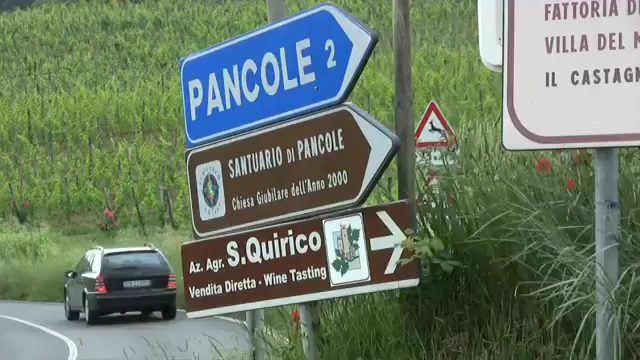 PANCOLE 2
SANTUARIO DI PANCOLE
Chiesa Giubilare dell'Anno 2000
Az. Agr. S.Quirico
Vendita Diretta - Wine Tasting
FATTORIA D
VILLA DEL M
IL CASTAGN